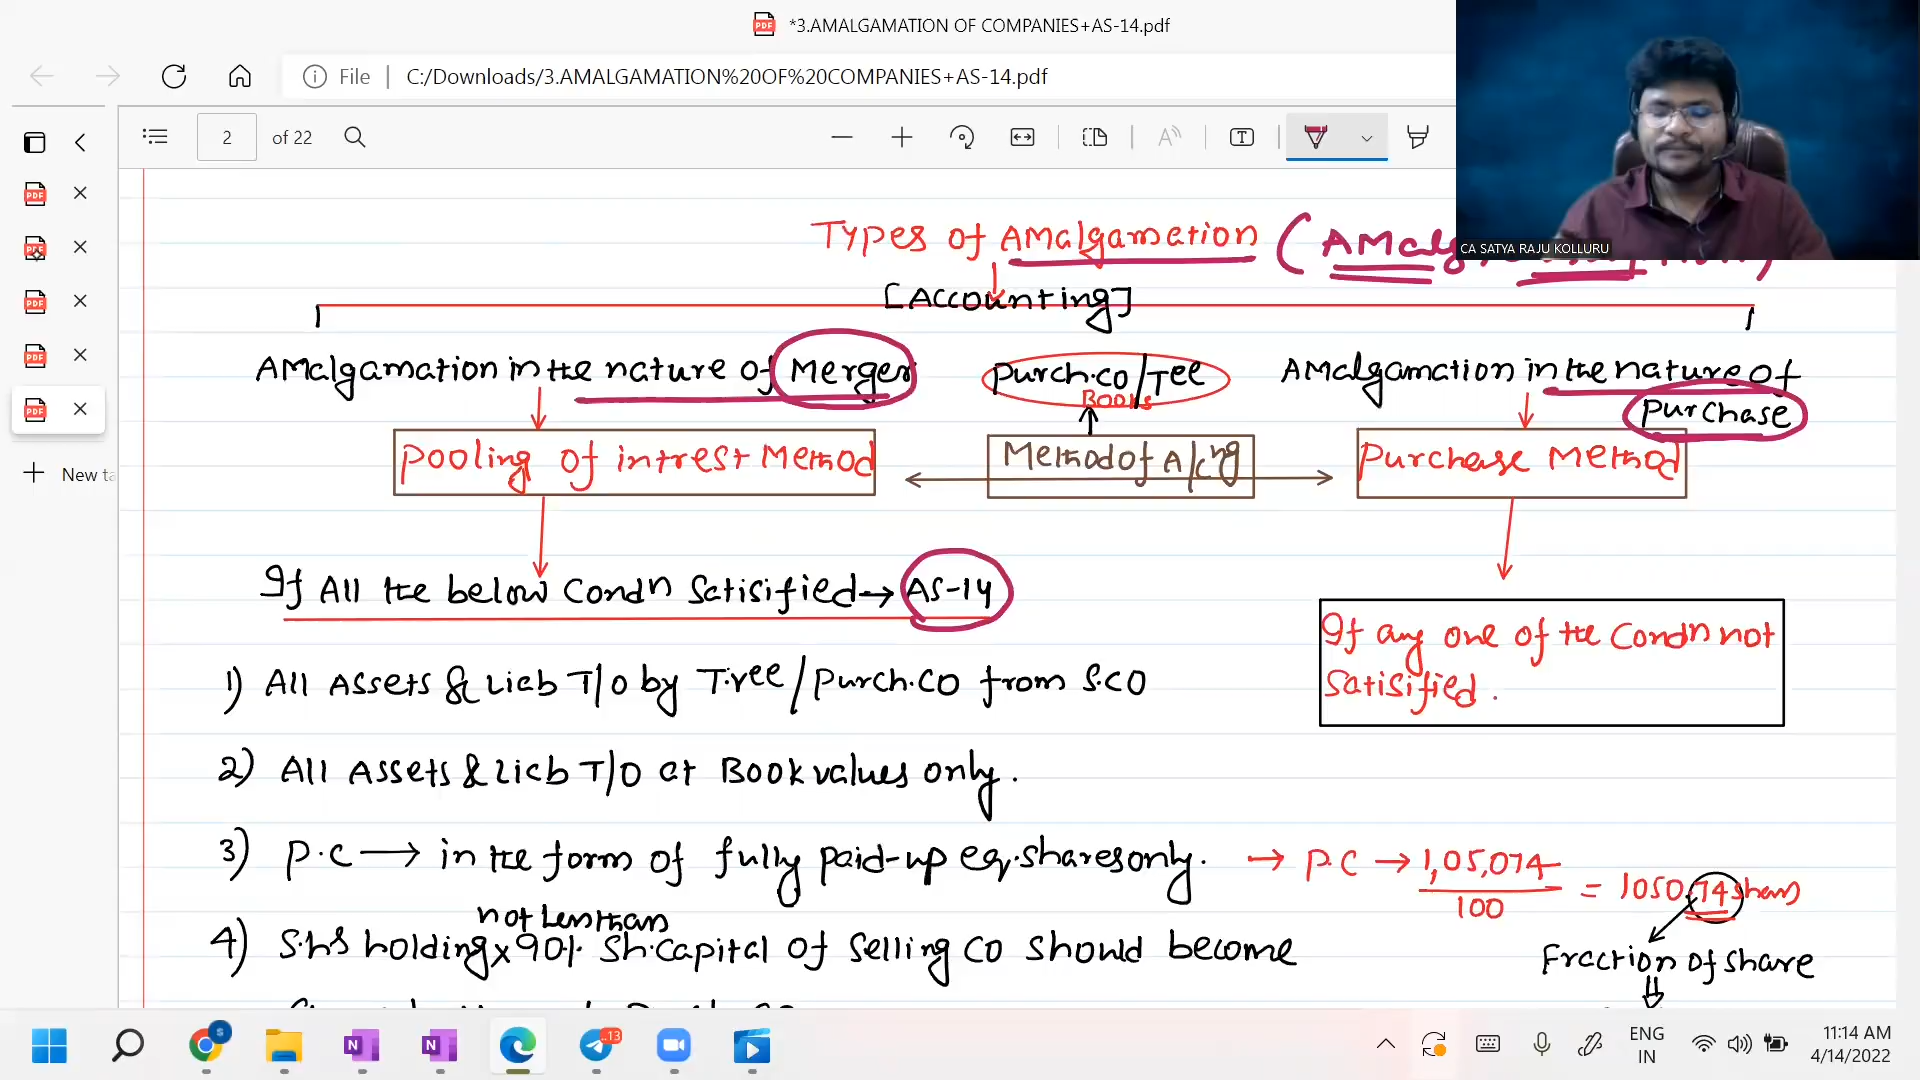 *3.AMALGAMATION OF COMPANIES+AS-14.pdf
File C:/Downloads/3.AMALGAMATION%20OF%20COMPANIES+AS-14.pdf
2 of 22
CA SATYA RAJU KOLLURU
New ta
Types of AMalgamation (AMalg
[Accounting]
AMalgamation in the nature of Merger
Purch.co/Tee
Books
AMalgamation in the nature of
Purchase
Pooling of intrest Method
Method of A/cng
Purchase Method
If All the below Condn Satisified → AS-14
If any one of the Condn not
Satisified.
1) All Assets & Liab T/o by T.ree/Purch.co from S.CO
2) All Assets & Liab T/o at Book values only.
3) P.C → in the form of fully paid-up eq.shares only. → P.C → 1,05,074
100
= 1050.74 shares
not Lessthan
4) S.hs holding x 90% Sh.capital of Selling Co should become
Fraction of share
..13
ENG
IN
11:14 AM
4/14/2022